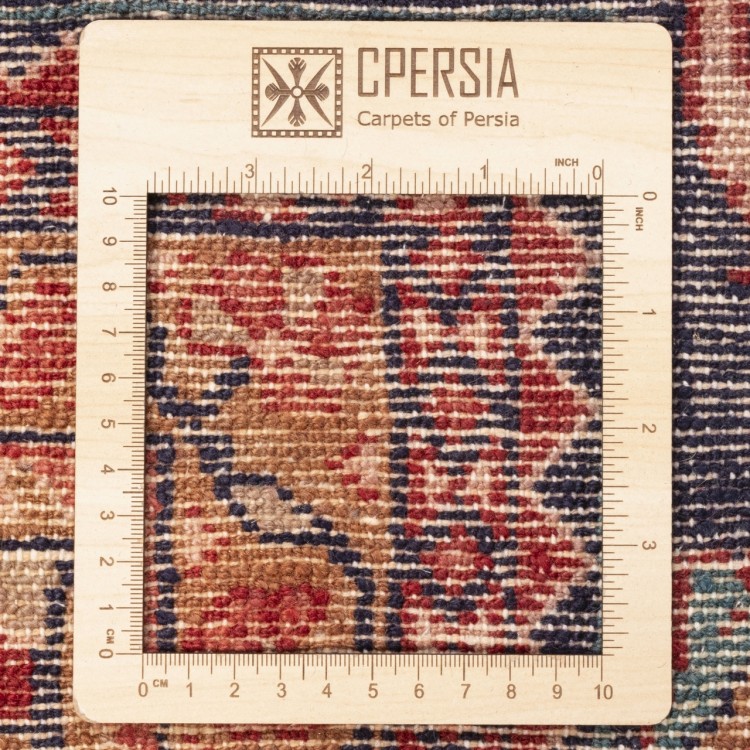 CPERSIA
Carpets of Persia
3 2 1 INCH 0
10 9 8 7 6 5 4 3 2 1 CM 0
0 INCH 1 2 3
0 CM 1 2 3 4 5 6 7 8 9 10